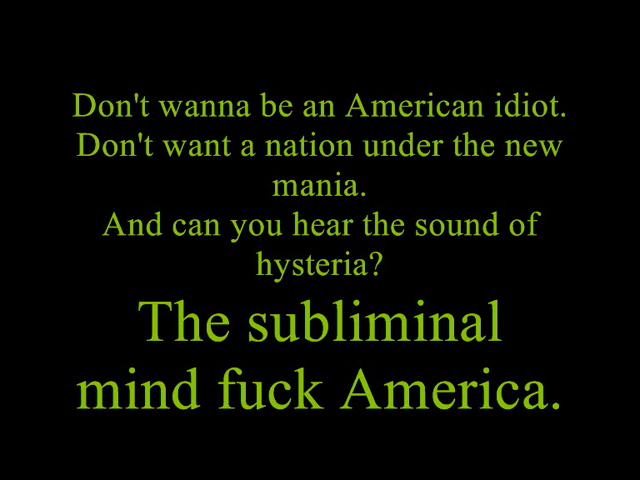 Don't wanna be an American idiot.
Don't want a nation under the new
mania.
And can you hear the sound of
hysteria?
The subliminal
mind fuck America.